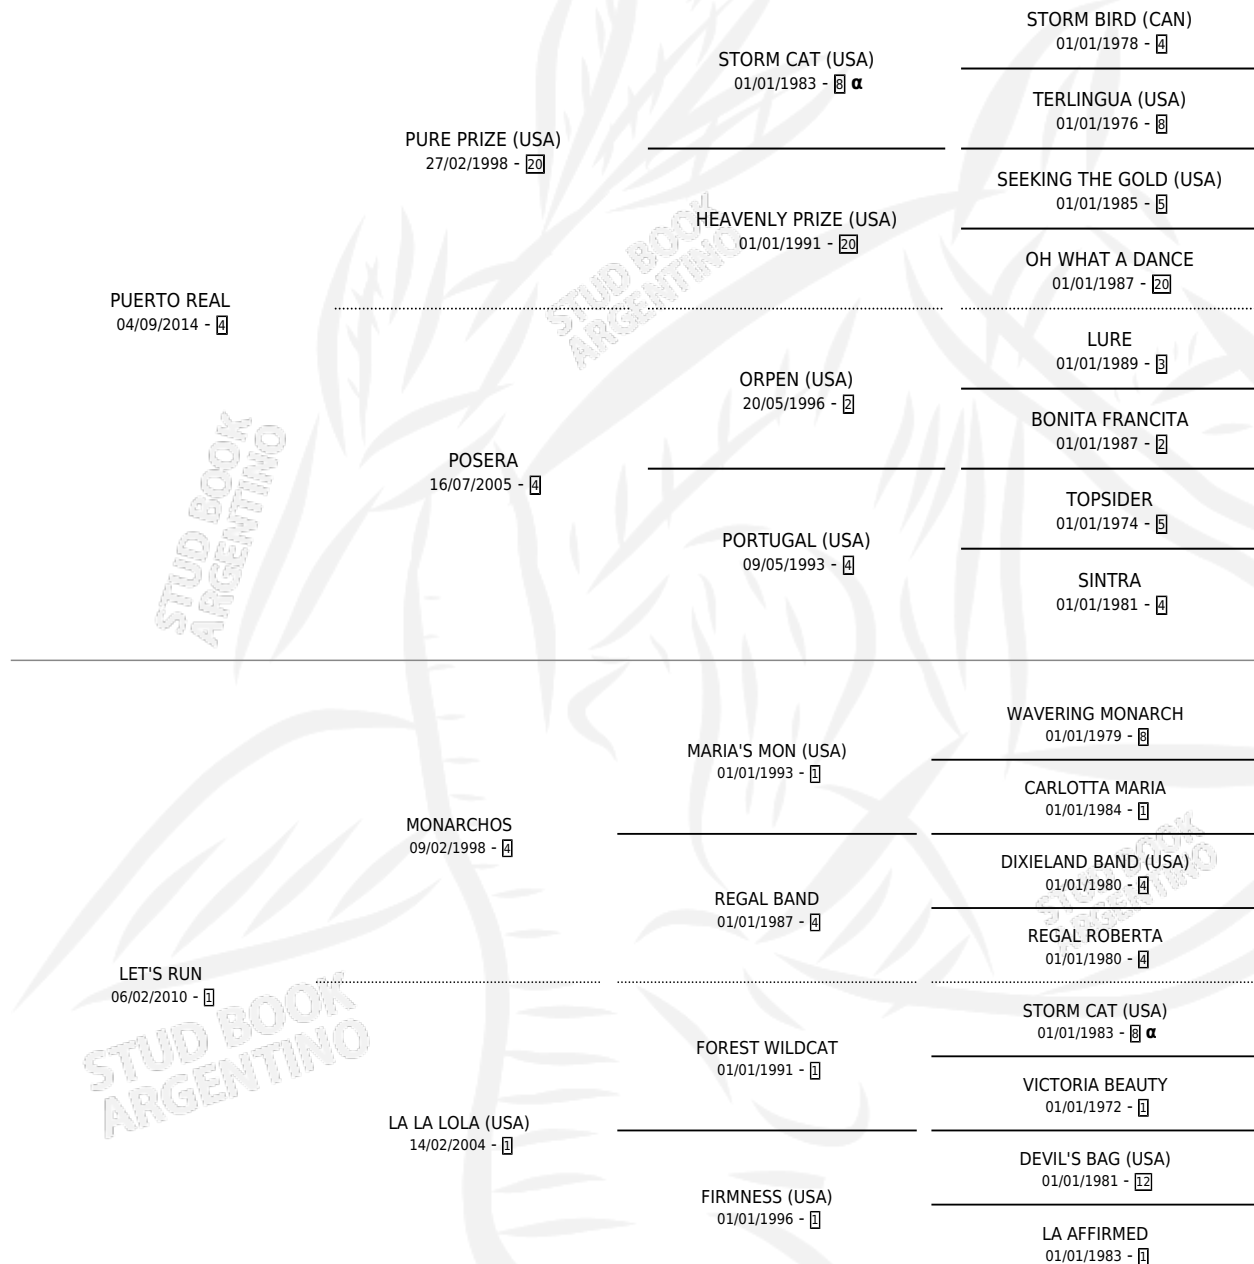 STORM BIRD (CAN)
01/01/1978 - 4
STORM CAT (USA)
01/01/1983 - 8 α
TERLINGUA (USA)
01/01/1976 - 8
PURE PRIZE (USA)
27/02/1998 - 20
SEEKING THE GOLD (USA)
01/01/1985 - 5
HEAVENLY PRIZE (USA)
01/01/1991 - 20
OH WHAT A DANCE
01/01/1987 - 20
PUERTO REAL
04/09/2014 - 4
LURE
01/01/1989 - 3
ORPEN (USA)
20/05/1996 - 2
BONITA FRANCITA
01/01/1987 - 2
POSERA
16/07/2005 - 4
TOPSIDER
01/01/1974 - 5
PORTUGAL (USA)
09/05/1993 - 4
SINTRA
01/01/1981 - 4
WAVERING MONARCH
01/01/1979 - 8
MARIA'S MON (USA)
01/01/1993 - 1
CARLOTTA MARIA
01/01/1984 - 1
MONARCHOS
09/02/1998 - 4
DIXIELAND BAND (USA)
01/01/1980 - 4
REGAL BAND
01/01/1987 - 4
REGAL ROBERTA
01/01/1980 - 4
LET'S RUN
06/02/2010 - 1
STORM CAT (USA)
01/01/1983 - 8 α
FOREST WILDCAT
01/01/1991 - 1
VICTORIA BEAUTY
01/01/1972 - 1
LA LA LOLA (USA)
14/02/2004 - 1
DEVIL'S BAG (USA)
01/01/1981 - 12
FIRMNESS (USA)
01/01/1996 - 1
LA AFFIRMED
01/01/1983 - 1
STUD BOOK
ARGENTINO
STUD BOOK
ARGENTINO
STUD BOOK
ARGENTINO
STUD BOOK
ARGENTINO